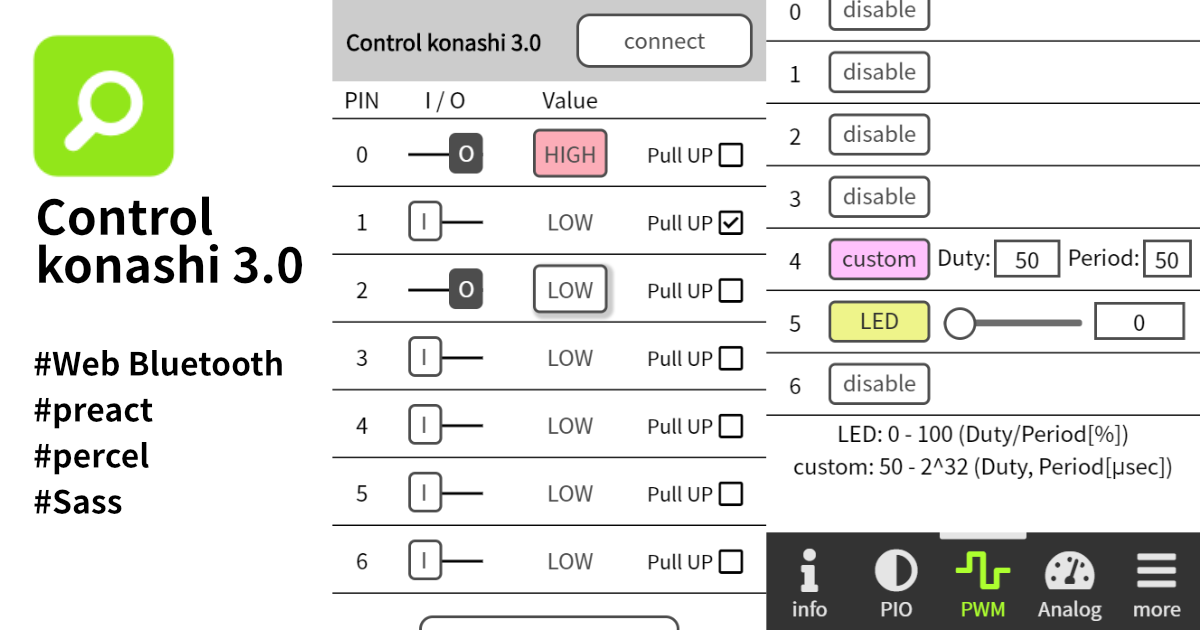 Control
konashi 3.0
#Web Bluetooth
#preact
#percel
#Sass
Control konashi 3.0 connect
PIN I / O Value
0 O HIGH Pull UP
1 I LOW Pull UP
2 O LOW Pull UP
3 I LOW Pull UP
4 I LOW Pull UP
5 I LOW Pull UP
6 I LOW Pull UP
0 disable
1 disable
2 disable
3 disable
4 custom Duty: 50 Period: 50
5 LED 0
6 disable
LED: 0 - 100 (Duty/Period[%])
custom: 50 - 2^32 (Duty, Period[μsec])
info PIO PWM Analog more